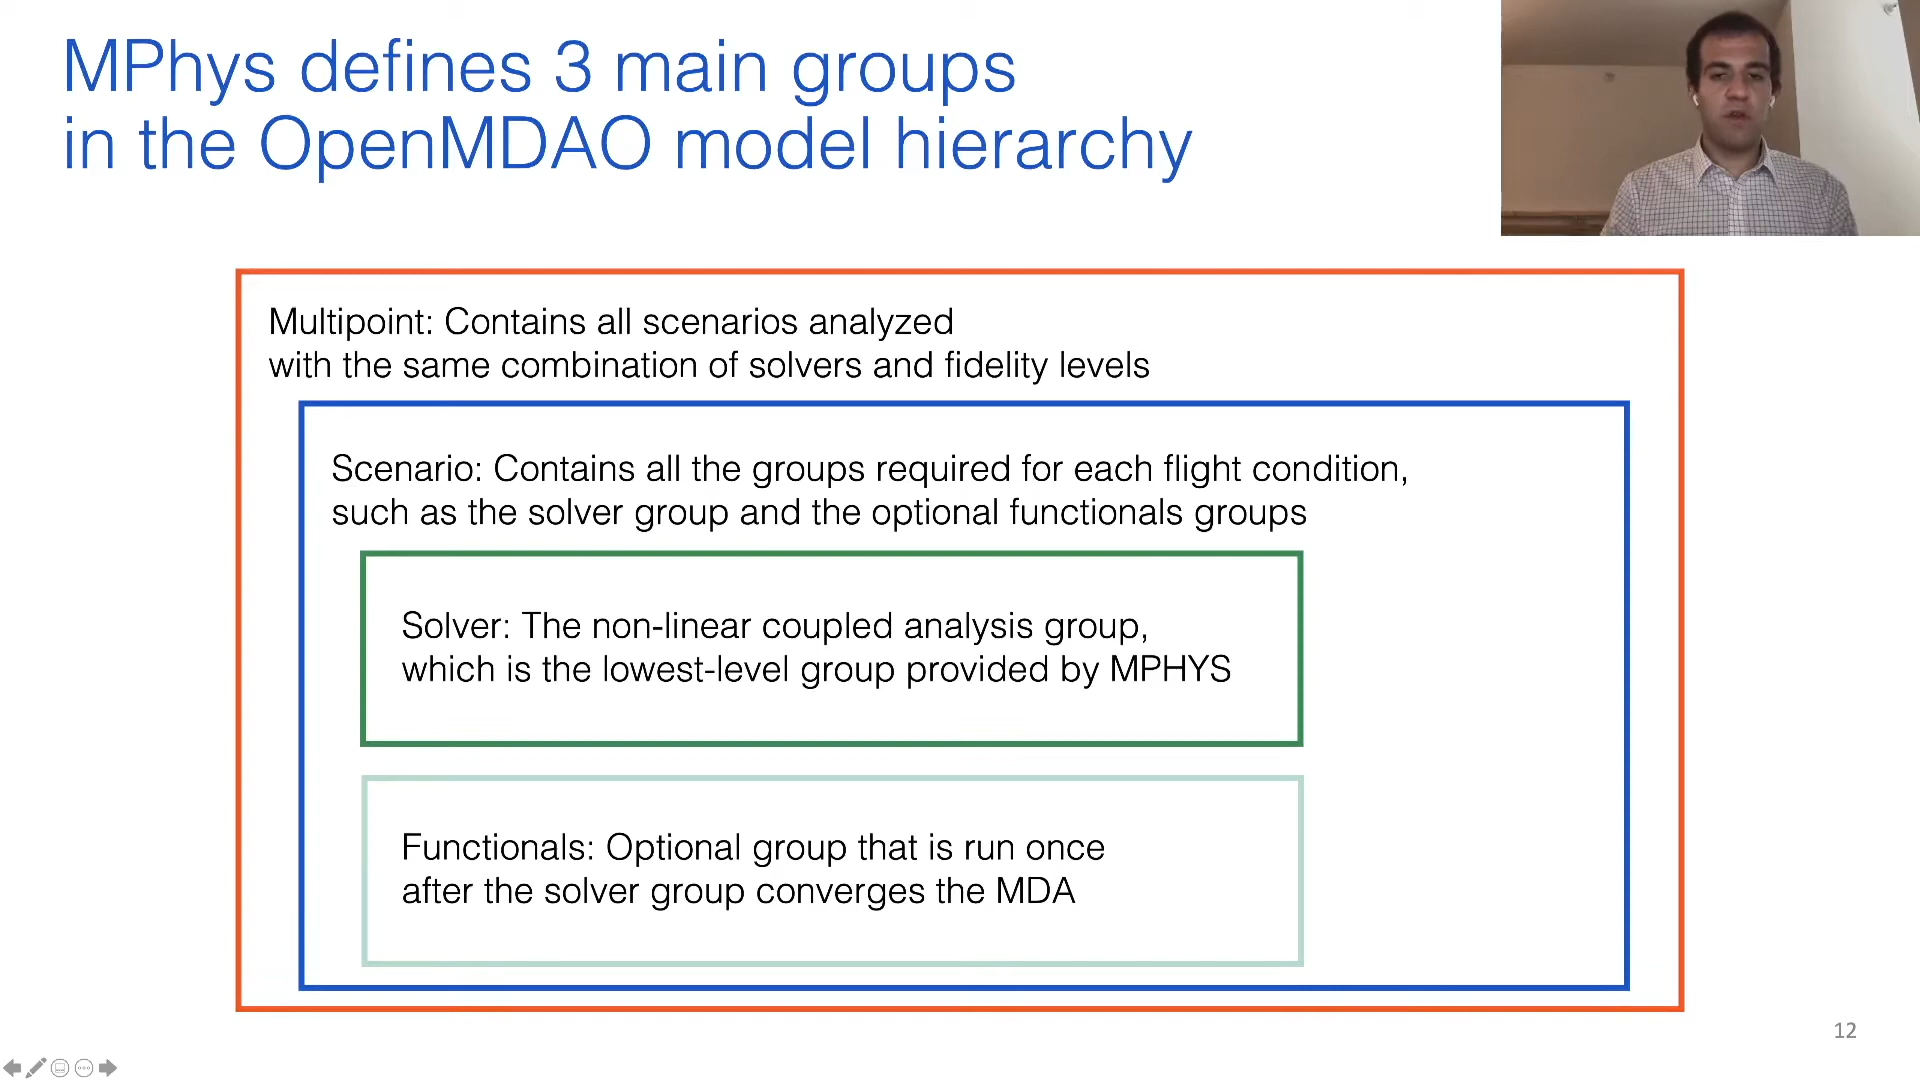 MPhys defines 3 main groups
in the OpenMDAO model hierarchy
Multipoint: Contains all scenarios analyzed
with the same combination of solvers and fidelity levels
Scenario: Contains all the groups required for each flight condition,
such as the solver group and the optional functionals groups
Solver: The non-linear coupled analysis group,
which is the lowest-level group provided by MPHYS
Functionals: Optional group that is run once
after the solver group converges the MDA
12